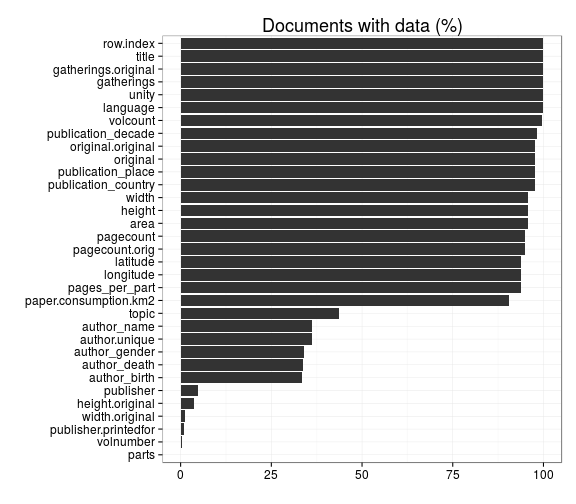 Documents with data (%)
row.index
title
gatherings.original
gatherings
unity
language
volcount
publication_decade
original.original
original
publication_place
publication_country
width
height
area
pagecount
pagecount.orig
latitude
longitude
pages_per_part
paper.consumption.km2
topic
author_name
author.unique
author_gender
author_death
author_birth
publisher
height.original
width.original
publisher.printedfor
volnumber
parts
0 25 50 75 100